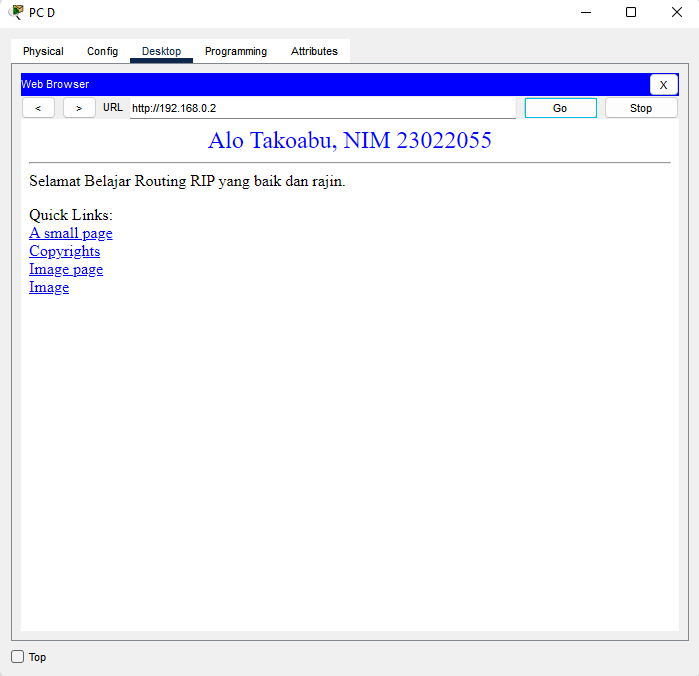 PC D
Physical Config Desktop Programming Attributes
Web Browser X
< > URL http://192.168.0.2 Go Stop
Alo Takoabu, NIM 23022055
Selamat Belajar Routing RIP yang baik dan rajin.
Quick Links:
A small page
Copyrights
Image page
Image
Top